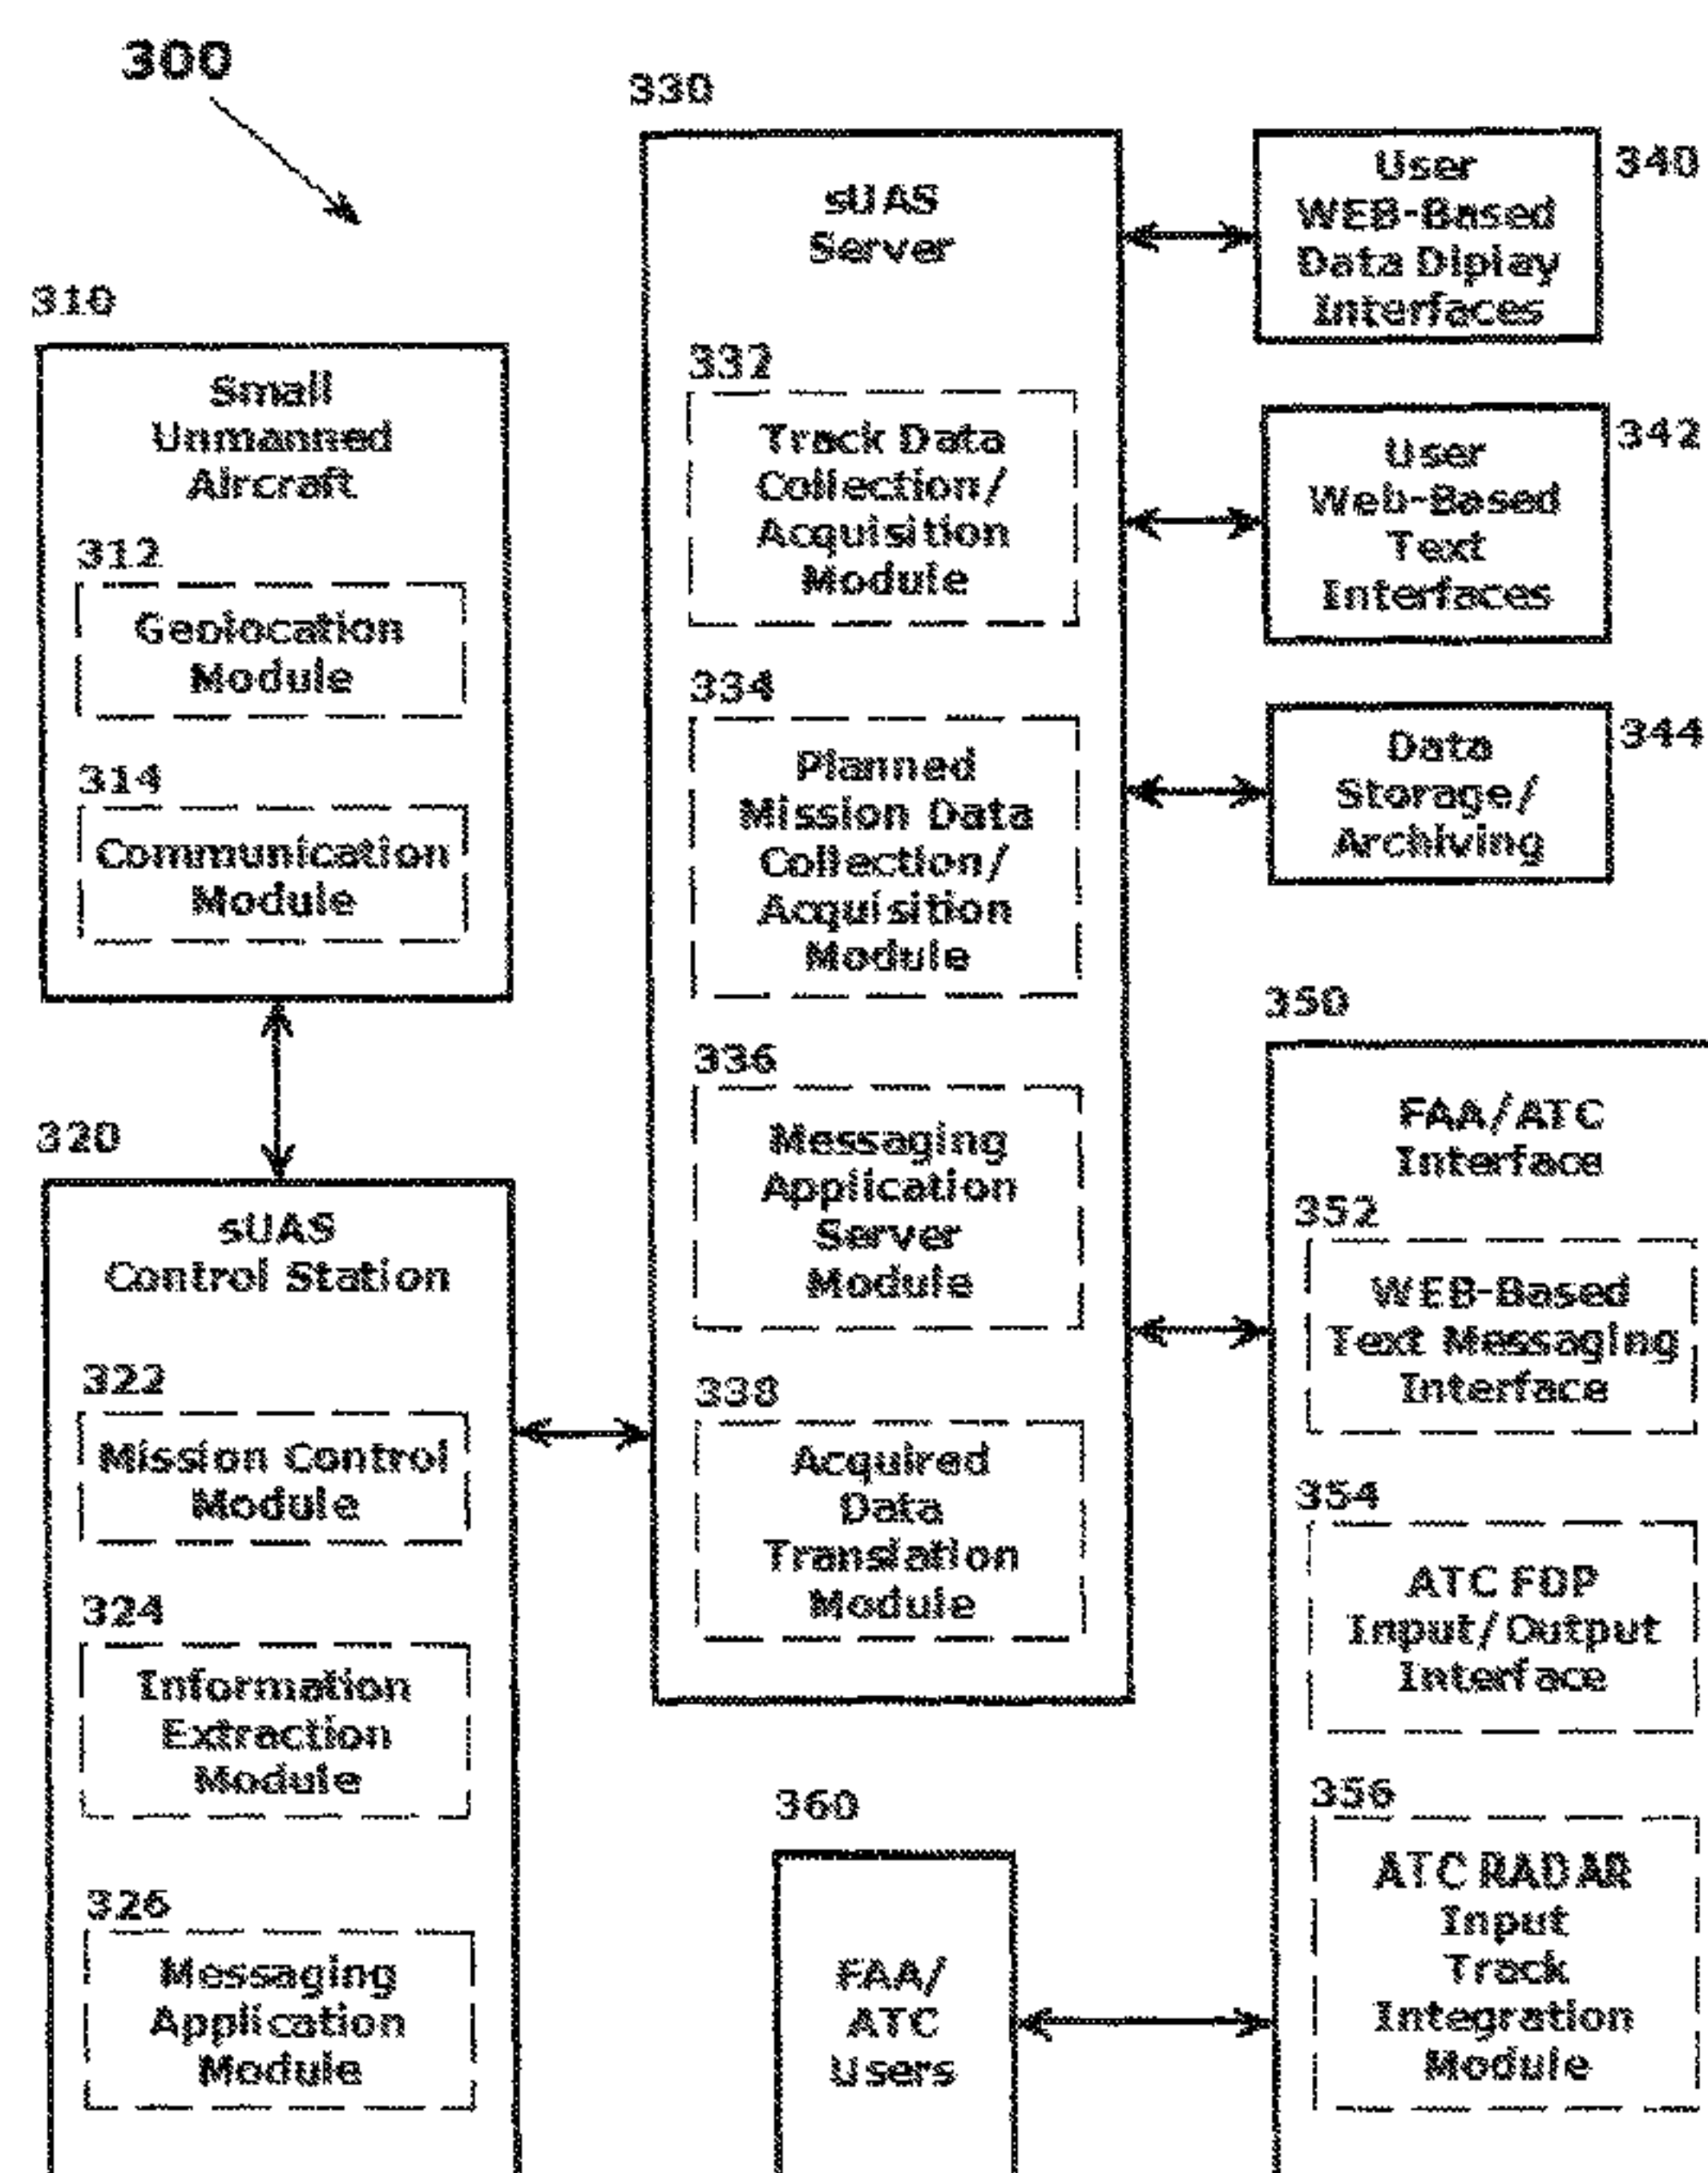 300
310
Small
Unmanned
Aircraft
312
Geolocation
Module
314
Communication
Module
320
sUAS
Control Station
322
Mission Control
Module
324
Information
Extraction
Module
326
Messaging
Application
Module
330
sUAS
Server
332
Track Data
Collection/
Acquisition
Module
334
Planned
Mission Data
Collection/
Acquisition
Module
336
Messaging
Application
Server
Module
338
Acquired
Data
Translation
Module
340
User
WEB-Based
Data Diplay
Interfaces
342
User
Web-Based
Text
Interfaces
344
Data
Storage/
Archiving
350
FAA/ATC
Interface
352
WEB-Based
Text Messaging
Interface
354
ATC FDP
Input/Output
Interface
356
ATC RADAR
Input
Track
Integration
Module
360
FAA/
ATC
Users